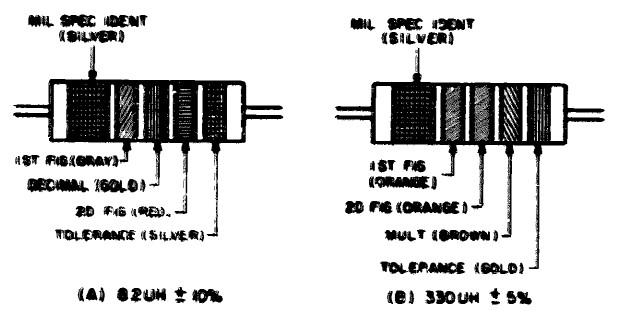 MIL SPEC IDENT
(SILVER)
1ST FIG (GRAY)
DECIMAL (GOLD)
2D FIG (RED)
TOLERANCE (SILVER)
(A) 8.2UH ± 10%
MIL SPEC IDENT
(SILVER)
1ST FIG
(ORANGE)
2D FIG (ORANGE)
MULT (BROWN)
TOLERANCE (GOLD)
(B) 330UH ± 5%